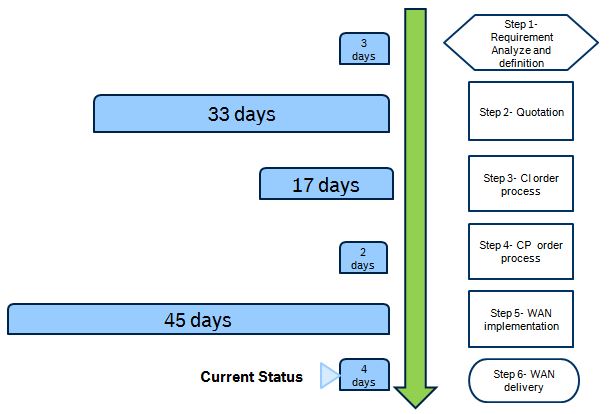 3
days
Step 1-
Requirement
Analyze and
definition
33 days
Step 2- Quotation
17 days
Step 3- CI order
process
2
days
Step 4- CP order
process
45 days
Step 5- WAN
implementation
Current Status
4
days
Step 6- WAN
delivery